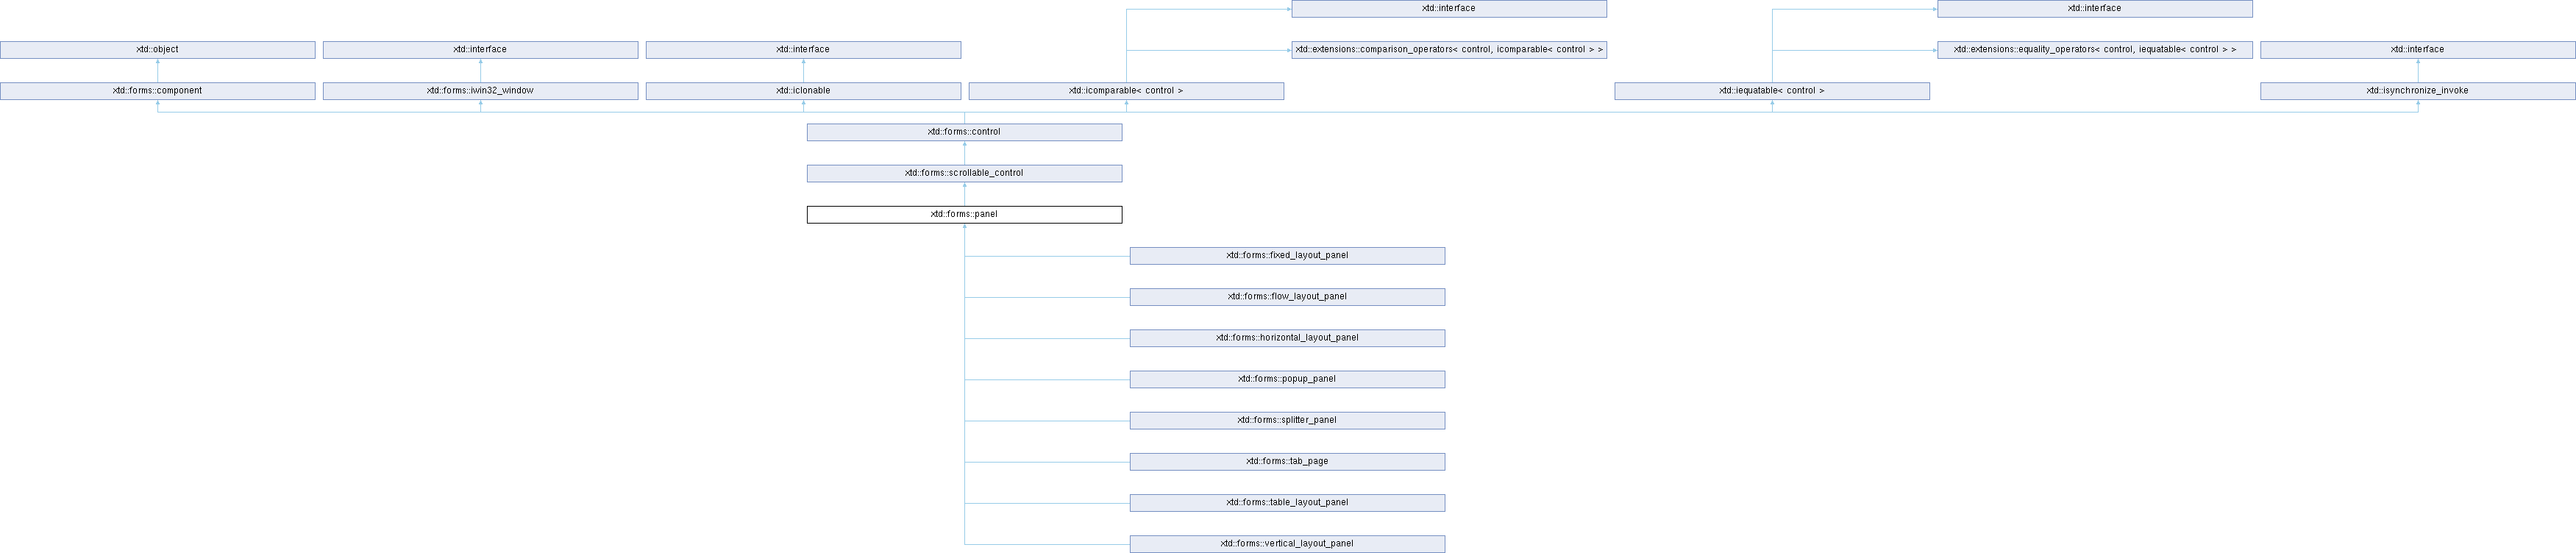 xtd::interface
xtd::interface
xtd::object
xtd::interface
xtd::interface
xtd::extensions::comparison_operators< control, icomparable< control > >
xtd::extensions::equality_operators< control, iequatable< control > >
xtd::interface
xtd::forms::component
xtd::forms::iwin32_window
xtd::iclonable
xtd::icomparable< control >
xtd::iequatable< control >
xtd::isynchronize_invoke
xtd::forms::control
xtd::forms::scrollable_control
xtd::forms::panel
xtd::forms::fixed_layout_panel
xtd::forms::flow_layout_panel
xtd::forms::horizontal_layout_panel
xtd::forms::popup_panel
xtd::forms::splitter_panel
xtd::forms::tab_page
xtd::forms::table_layout_panel
xtd::forms::vertical_layout_panel